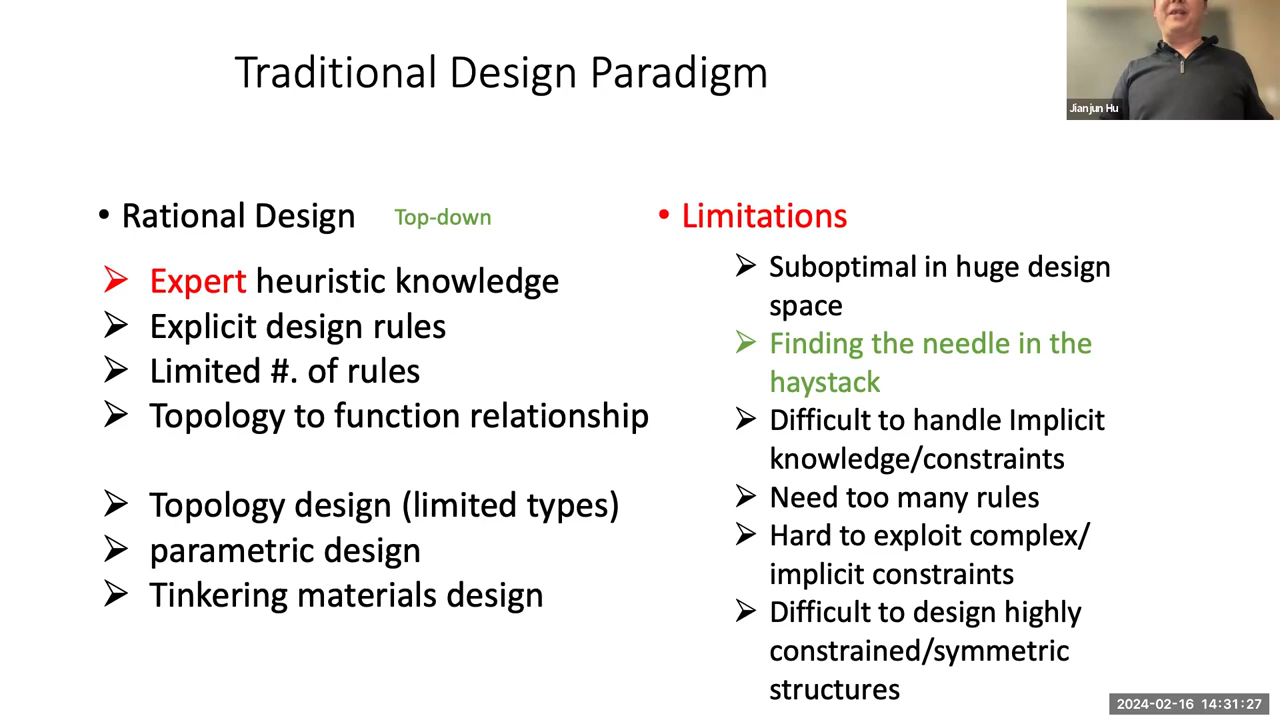 Traditional Design Paradigm
Jianjun Hu
• Rational Design Top-down
➢ Expert heuristic knowledge
➢ Explicit design rules
➢ Limited #. of rules
➢ Topology to function relationship
➢ Topology design (limited types)
➢ parametric design
➢ Tinkering materials design
• Limitations
➢ Suboptimal in huge design
space
➢ Finding the needle in the
haystack
➢ Difficult to handle Implicit
knowledge/constraints
➢ Need too many rules
➢ Hard to exploit complex/
implicit constraints
➢ Difficult to design highly
constrained/symmetric
structures
2024-02-16 14:31:27